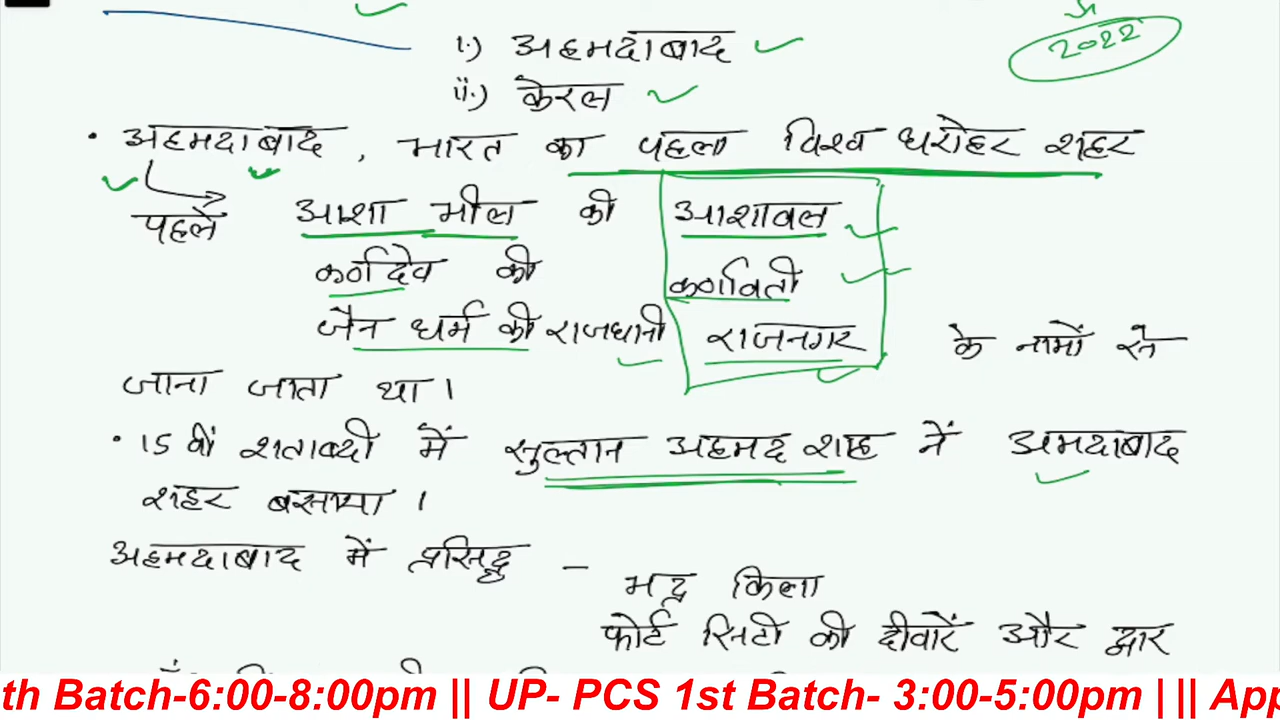 2022
i.) अहमदाबाद
ii.) केरल
• अहमदाबाद, भारत का पहला विश्व धरोहर शहर
पहले आशा भील की आशावल
कर्णदेव की कर्णावती
जैन धर्म की राजधानी राजनगर के नामों से
जाना जाता था।
• 15 वीं शताब्दी में सुल्तान अहमद शाह नें अमदाबाद
शहर बसाया।
अहमदाबाद में प्रसिद्ध – भद्र किला
फोर्ट सिटी की दीवारें और द्वार
th Batch-6:00-8:00pm || UP- PCS 1st Batch- 3:00-5:00pm | || App